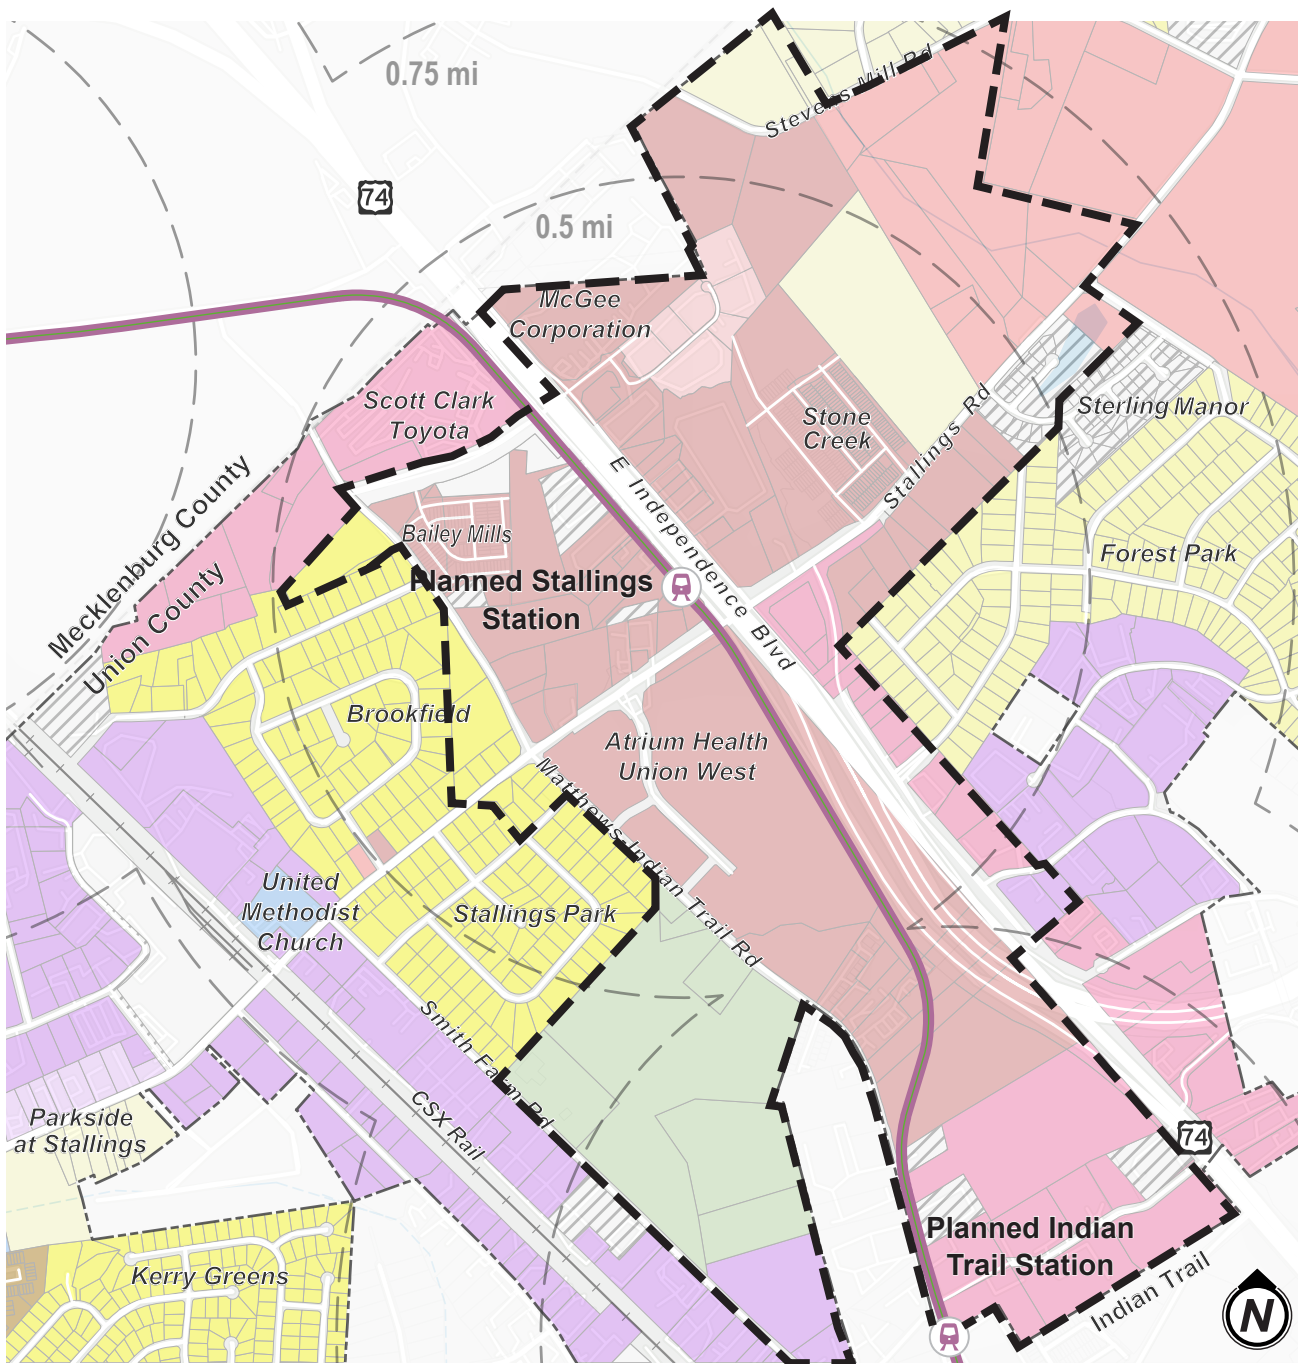 0.75 mi
Stevens Mill Rd
74
0.5 mi
McGee
Corporation
Scott Clark
Toyota
Stone
Creek
Stallings Rd
Sterling Manor
E Independence Blvd
Mecklenburg County
Union County
Bailey Mills
Forest Park
Planned Stallings
Station
Brookfield
Atrium Health
Union West
Matthews-Indian Trail Rd
United
Methodist
Church
Stallings Park
Smith Farm Rd
CSX Rail
Parkside
at Stallings
74
Planned Indian
Trail Station
Kerry Greens
Indian Trail
N